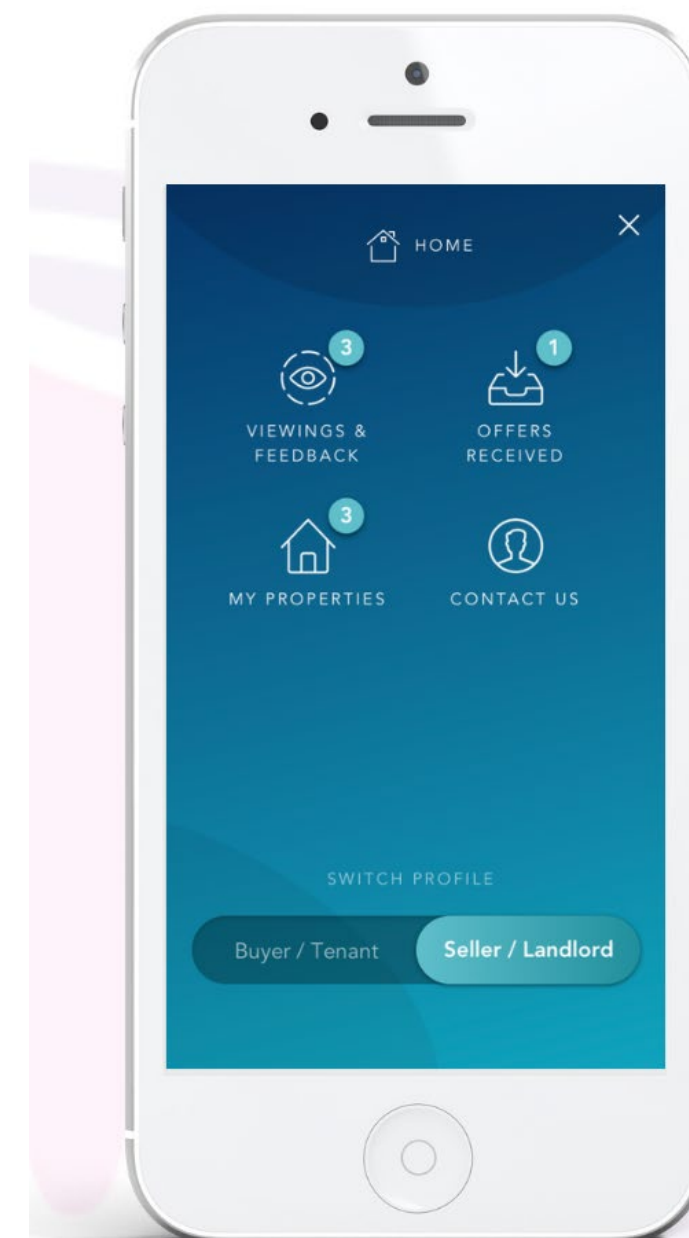 HOME
3
1
VIEWINGS &
FEEDBACK
OFFERS
RECEIVED
3
MY PROPERTIES
CONTACT US
SWITCH PROFILE
Buyer / Tenant
Seller / Landlord